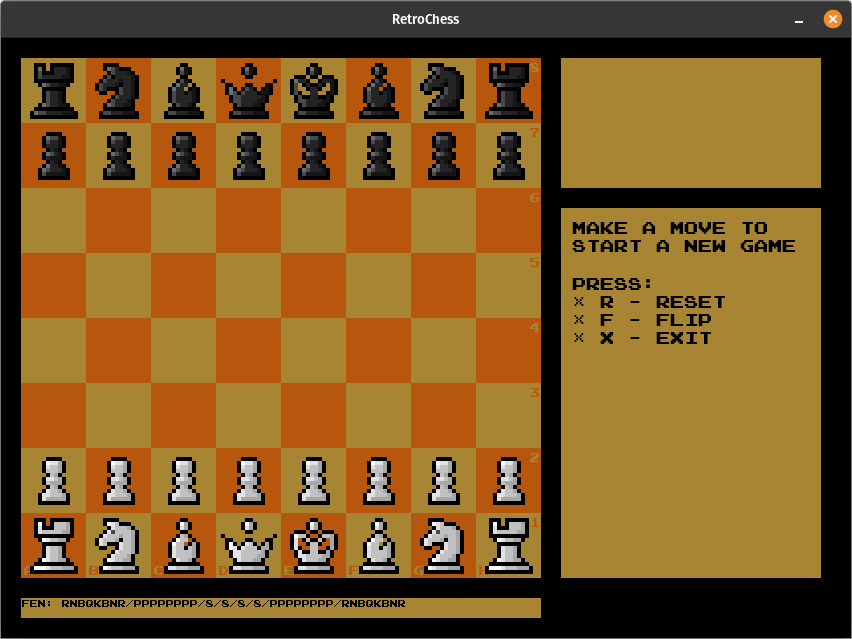 RetroChess
8
7
6
5
4
3
2
1
A B C D E F G H
MAKE A MOVE TO
START A NEW GAME
PRESS:
× R - RESET
× F - FLIP
× X - EXIT
FEN: RNBQKBNR/PPPPPPPP/8/8/8/8/PPPPPPPP/RNBQKBNR